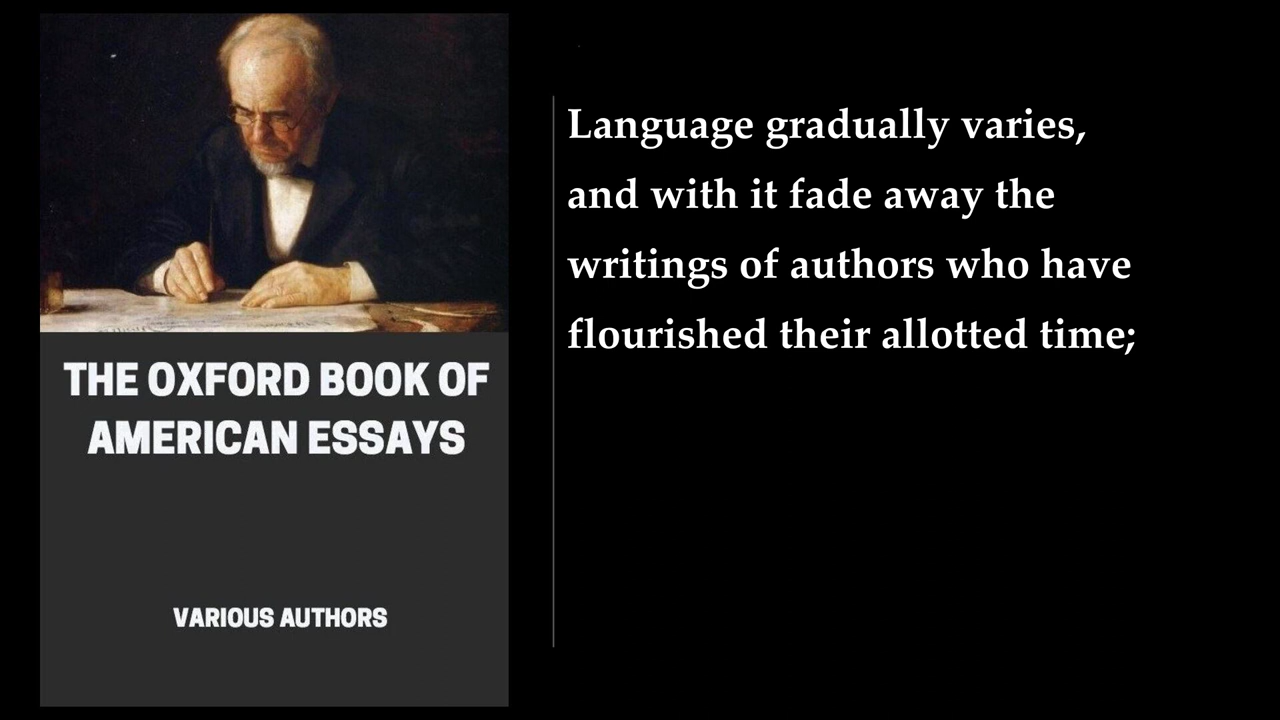 THE OXFORD BOOK OF
AMERICAN ESSAYS
VARIOUS AUTHORS
Language gradually varies,
and with it fade away the
writings of authors who have
flourished their allotted time;